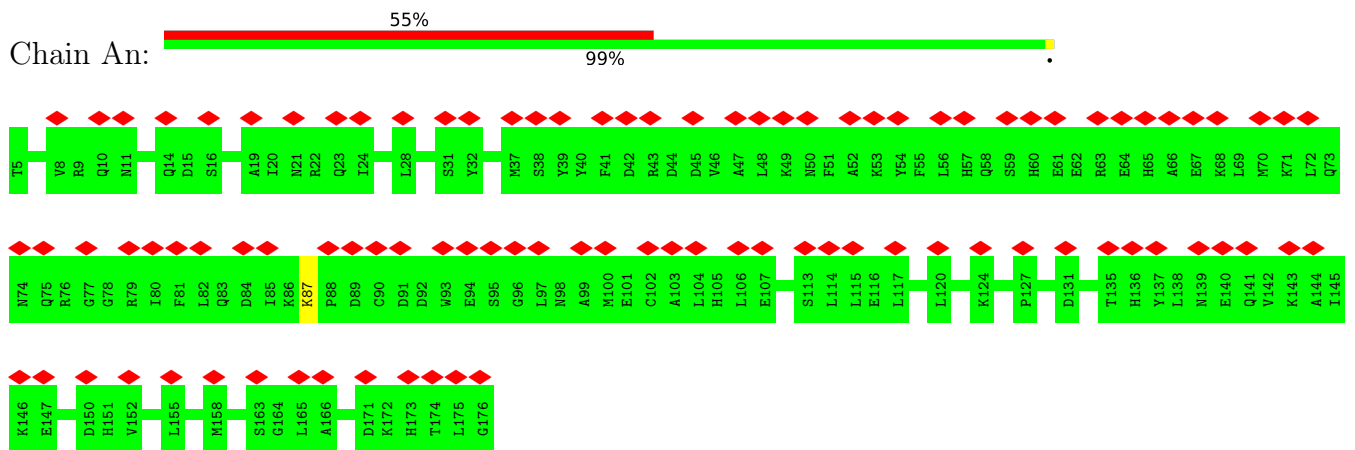 55%
Chain An:
99%
T5 V8 R9 Q10 N11 Q14 D15 S16 A19 I20 N21 R22 Q23 I24 L28 S31 Y32 M37 S38 Y39 Y40 F41 D42 R43 D44 D45 V46 A47 L48 K49 N50 F51 A52 K53 Y54 F55 L56 H57 Q58 S59 H60 E61 E62 R63 E64 H65 A66 E67 K68 L69 M70 K71 L72 Q73
N74 Q75 R76 G77 G78 R79 I80 F81 L82 Q83 D84 I85 K86 K87 P88 D89 C90 D91 D92 W93 E94 S95 G96 L97 N98 A99 M100 E101 C102 A103 L104 H105 L106 E107 S113 L114 L115 E116 L117 L120 K124 P127 D131 T135 H136 Y137 L138 N139 E140 Q141 V142 K143 A144 I145
K146 E147 D150 H151 V152 L155 M158 S163 G164 L165 A166 D171 K172 H173 T174 L175 G176